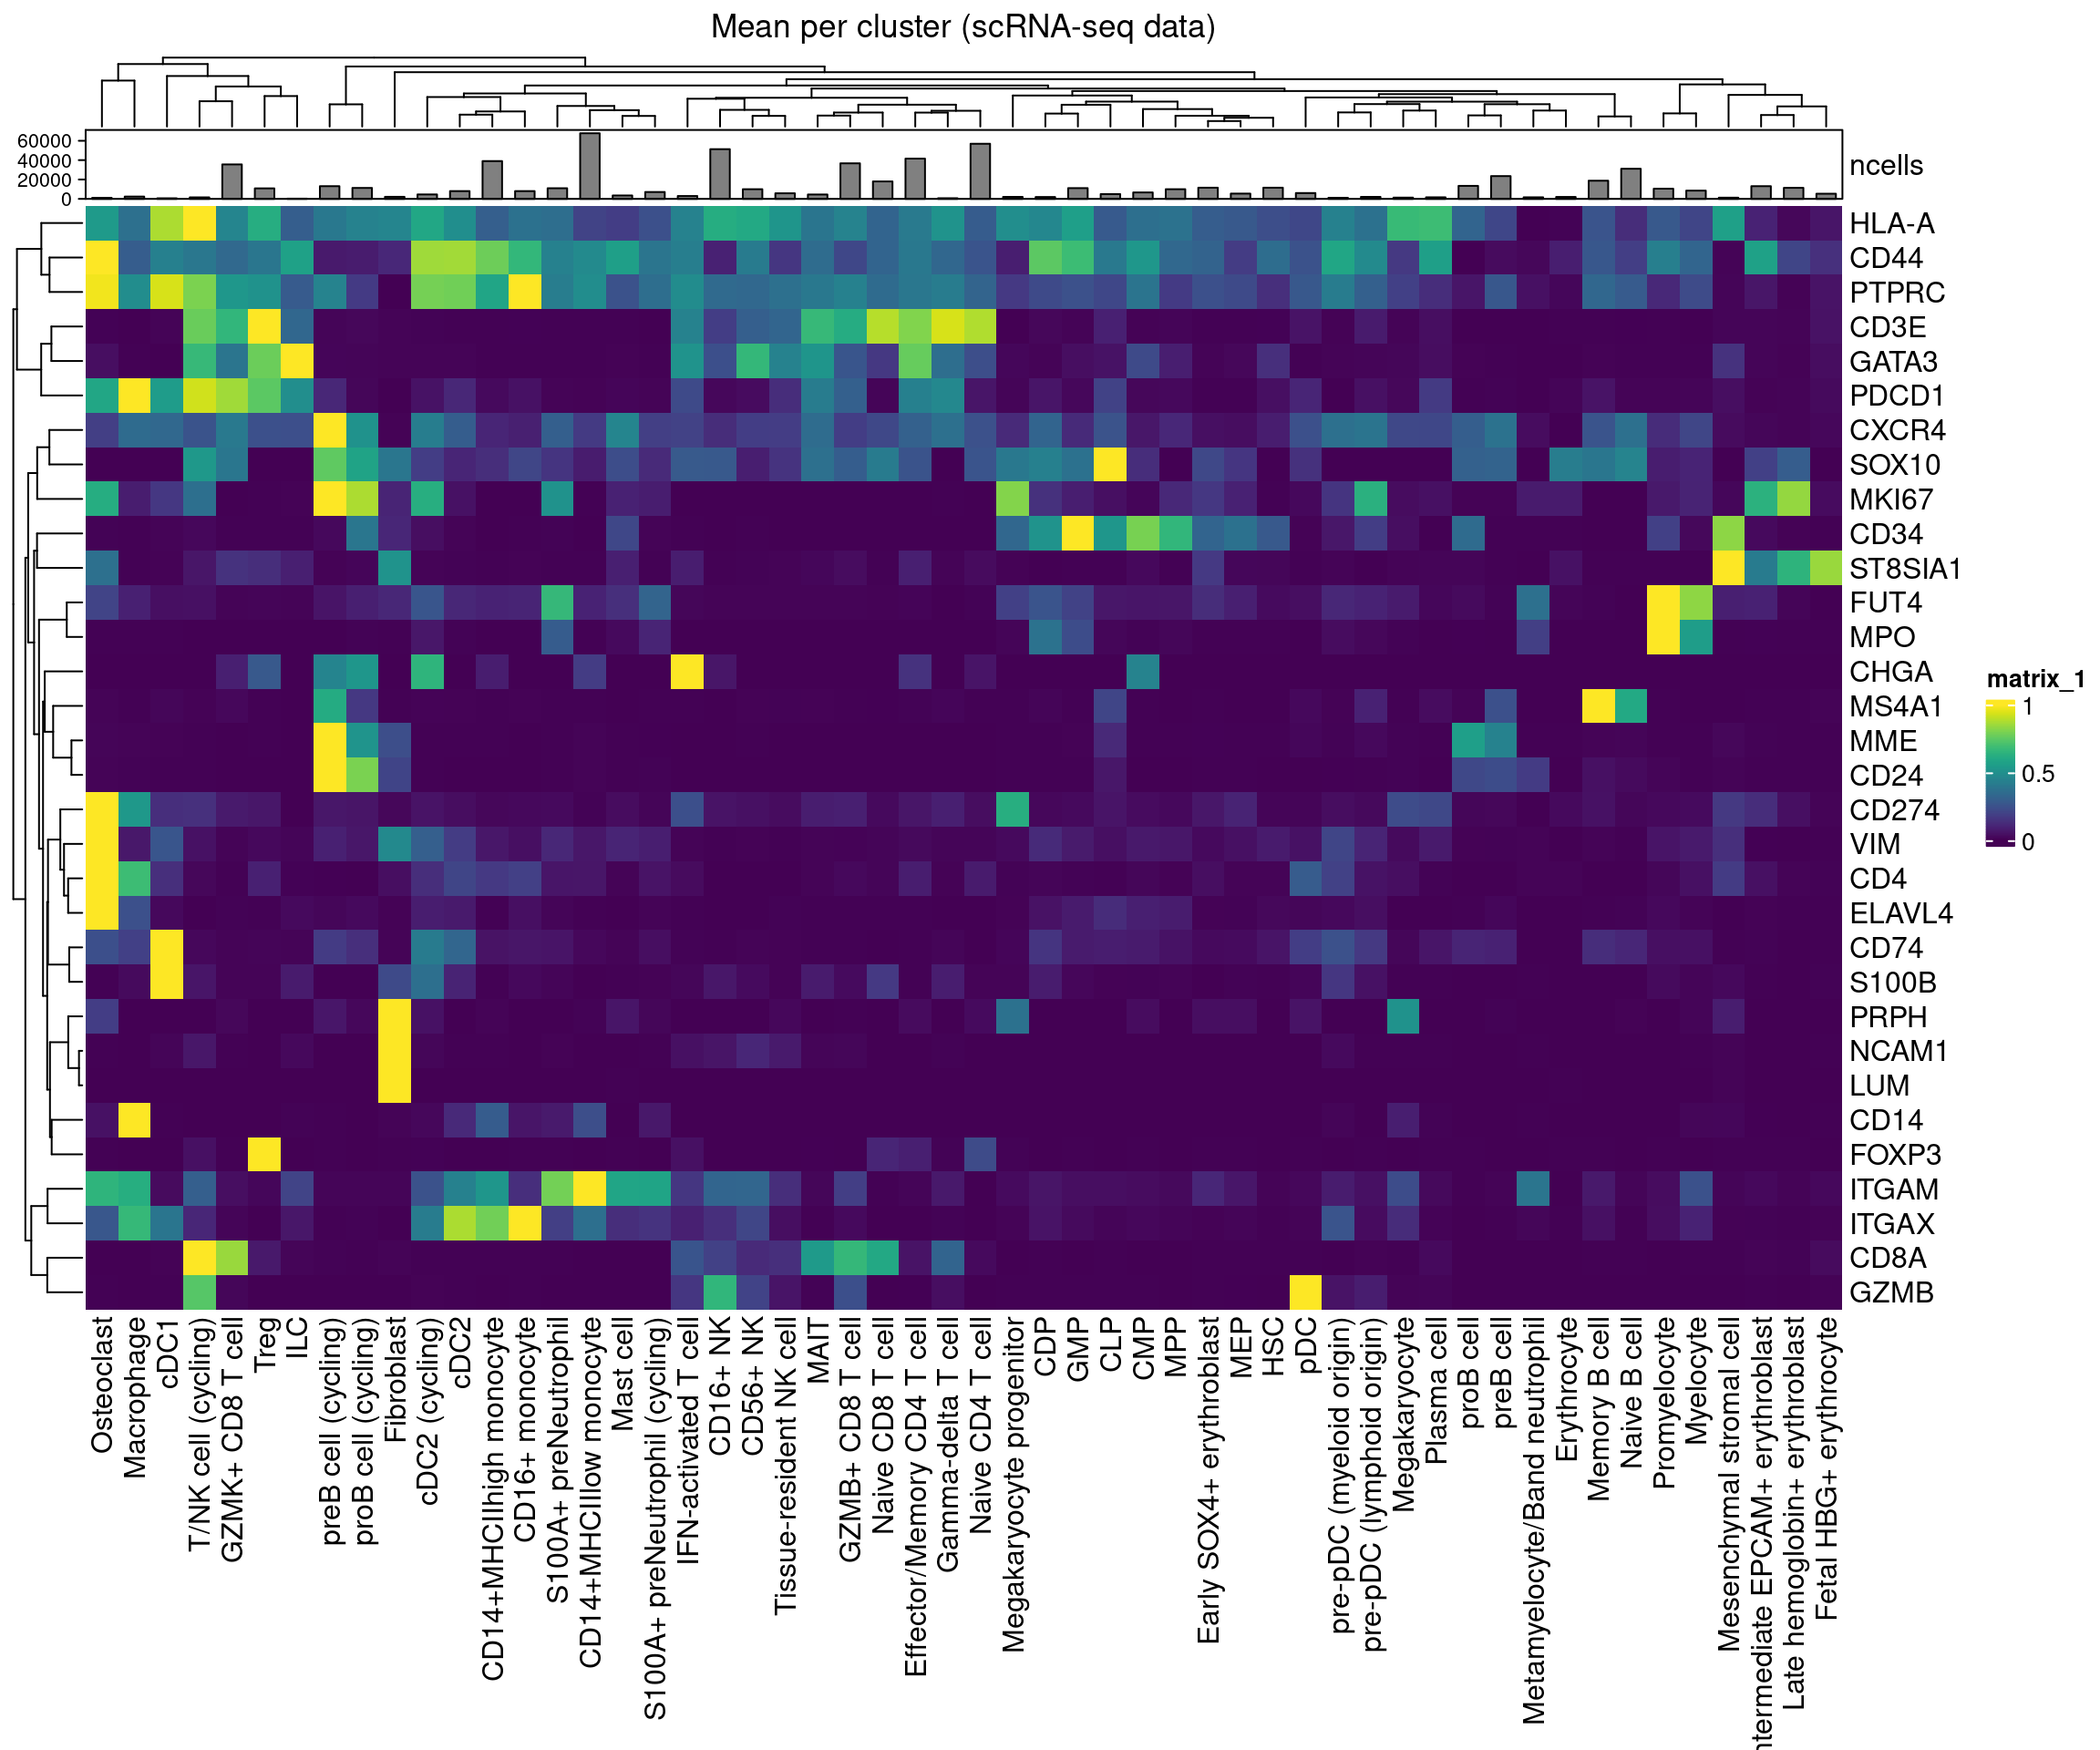 Mean per cluster (scRNA-seq data)
60000
40000
20000
0
ncells
HLA-A
CD44
PTPRC
CD3E
GATA3
PDCD1
CXCR4
SOX10
MKI67
CD34
ST8SIA1
FUT4
MPO
CHGA
MS4A1
MME
CD24
CD274
VIM
CD4
ELAVL4
CD74
S100B
PRPH
NCAM1
LUM
CD14
FOXP3
ITGAM
ITGAX
CD8A
GZMB
matrix_1
1
0.5
0
Osteoclast
Macrophage
cDC1
T/NK cell (cycling)
GZMK+ CD8 T cell
Treg
ILC
preB cell (cycling)
proB cell (cycling)
Fibroblast
cDC2 (cycling)
cDC2
CD14+MHCIIhigh monocyte
CD16+ monocyte
S100A+ preNeutrophil
CD14+MHCIIlow monocyte
Mast cell
S100A+ preNeutrophil (cycling)
IFN-activated T cell
CD16+ NK
CD56+ NK
Tissue-resident NK cell
MAIT
GZMB+ CD8 T cell
Naive CD8 T cell
Effector/Memory CD4 T cell
Gamma-delta T cell
Naive CD4 T cell
Megakaryocyte progenitor
CDP
GMP
CLP
CMP
MPP
Early SOX4+ erythroblast
MEP
HSC
pDC
pre-pDC (myeloid origin)
pre-pDC (lymphoid origin)
Megakaryocyte
Plasma cell
proB cell
preB cell
Metamyelocyte/Band neutrophil
Erythrocyte
Memory B cell
Naive B cell
Promyelocyte
Myelocyte
Mesenchymal stromal cell
ntermediate EPCAM+ erythroblast
Late hemoglobin+ erythroblast
Fetal HBG+ erythrocyte